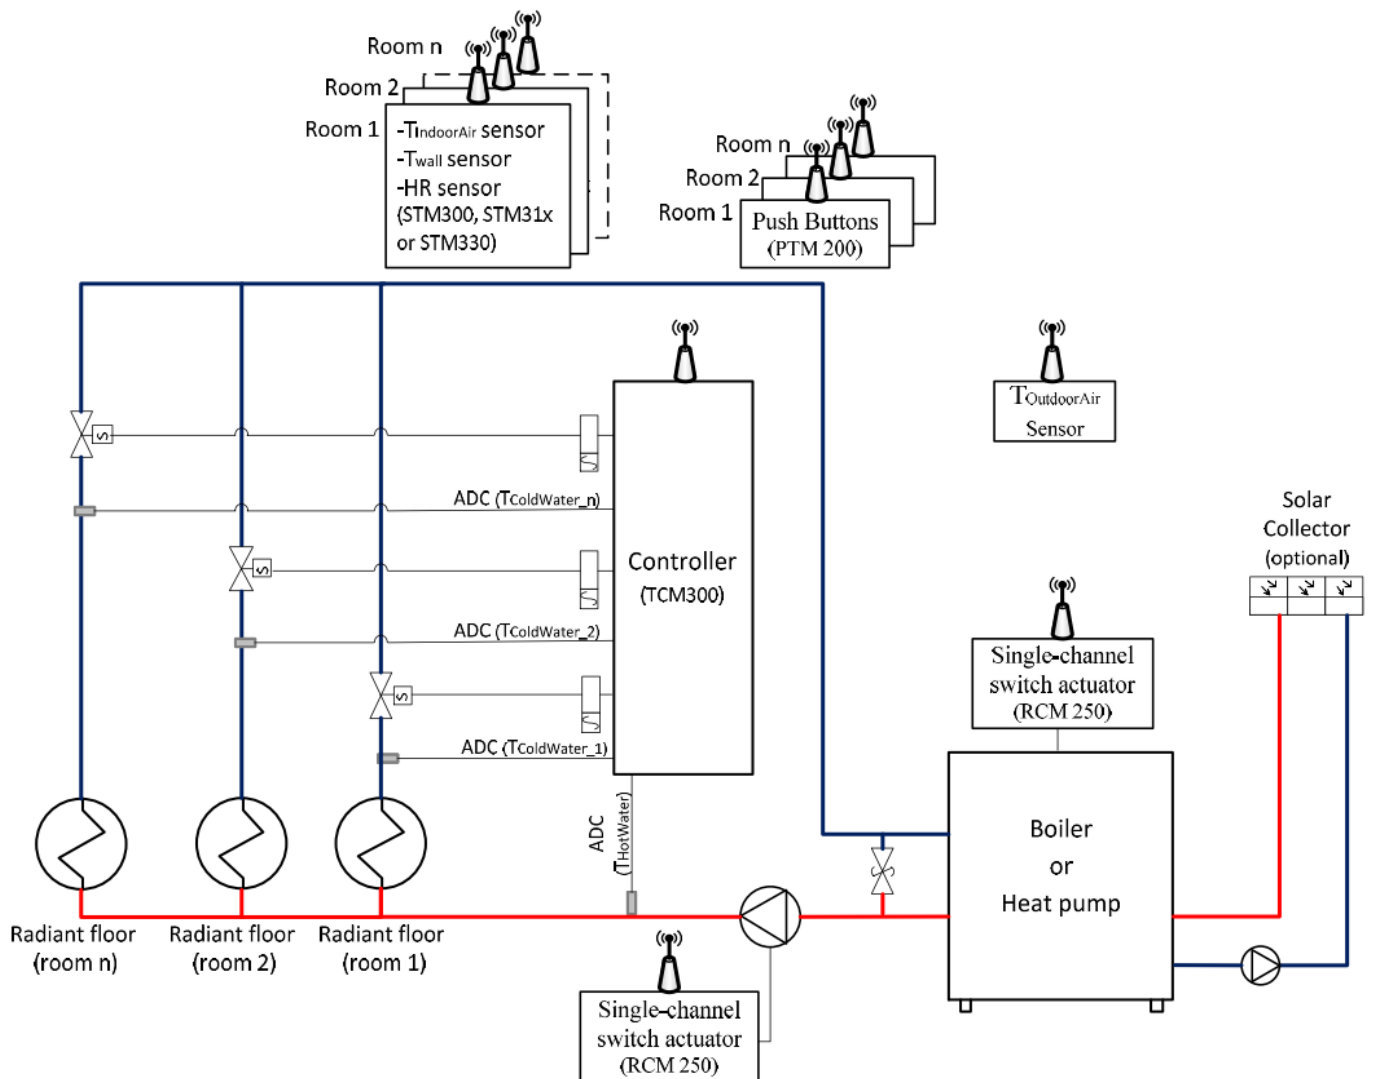 Room n
Room 2
Room 1
-TIndoorAir sensor
-Twall sensor
-HR sensor
(STM300, STM31x
or STM330)
Room n
Room 2
Room 1
Push Buttons
(PTM 200)
TOutdoorAir
Sensor
S
ADC (TColdWater_n)
S
ADC (TColdWater_2)
S
ADC (TColdWater_1)
Controller
(TCM300)
ADC
(THotWater)
Solar
Collector
(optional)
Single-channel
switch actuator
(RCM 250)
Boiler
or
Heat pump
Radiant floor
(room n)
Radiant floor
(room 2)
Radiant floor
(room 1)
Single-channel
switch actuator
(RCM 250)